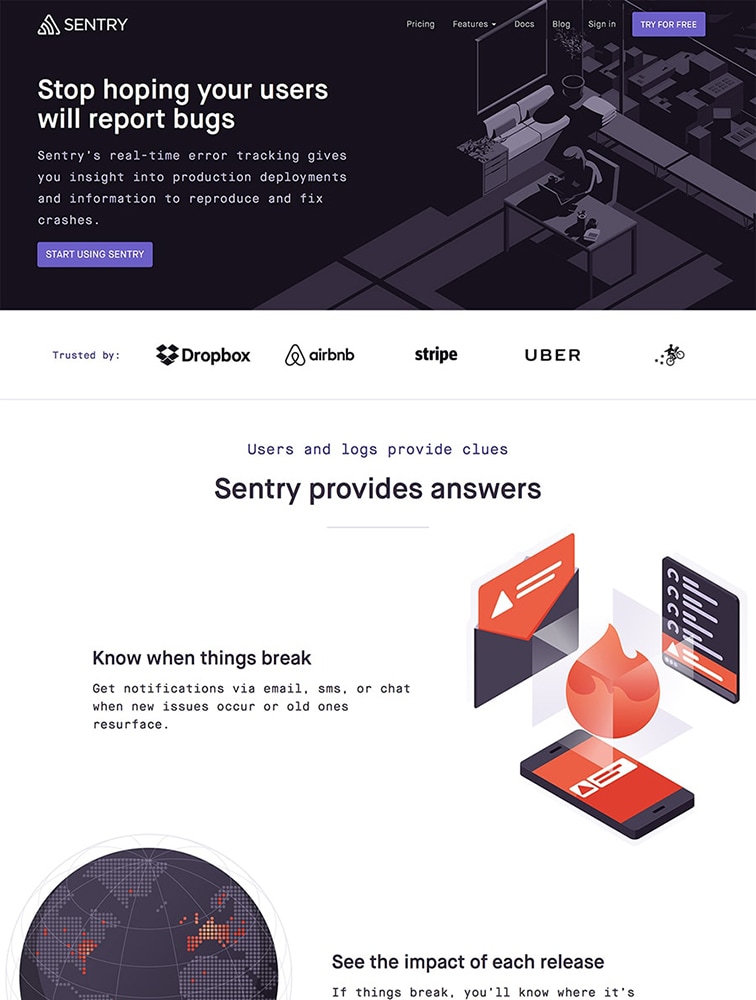 SENTRY
Pricing
Features
Docs
Blog
Sign in
TRY FOR FREE
Stop hoping your users
will report bugs
Sentry's real-time error tracking gives
you insight into production deployments
and information to reproduce and fix
crashes.
START USING SENTRY
Trusted by:
Dropbox
airbnb
stripe
UBER
Users and logs provide clues
Sentry provides answers
Know when things break
Get notifications via email, sms, or chat
when new issues occur or old ones
resurface.
See the impact of each release
If things break, you'll know where it's